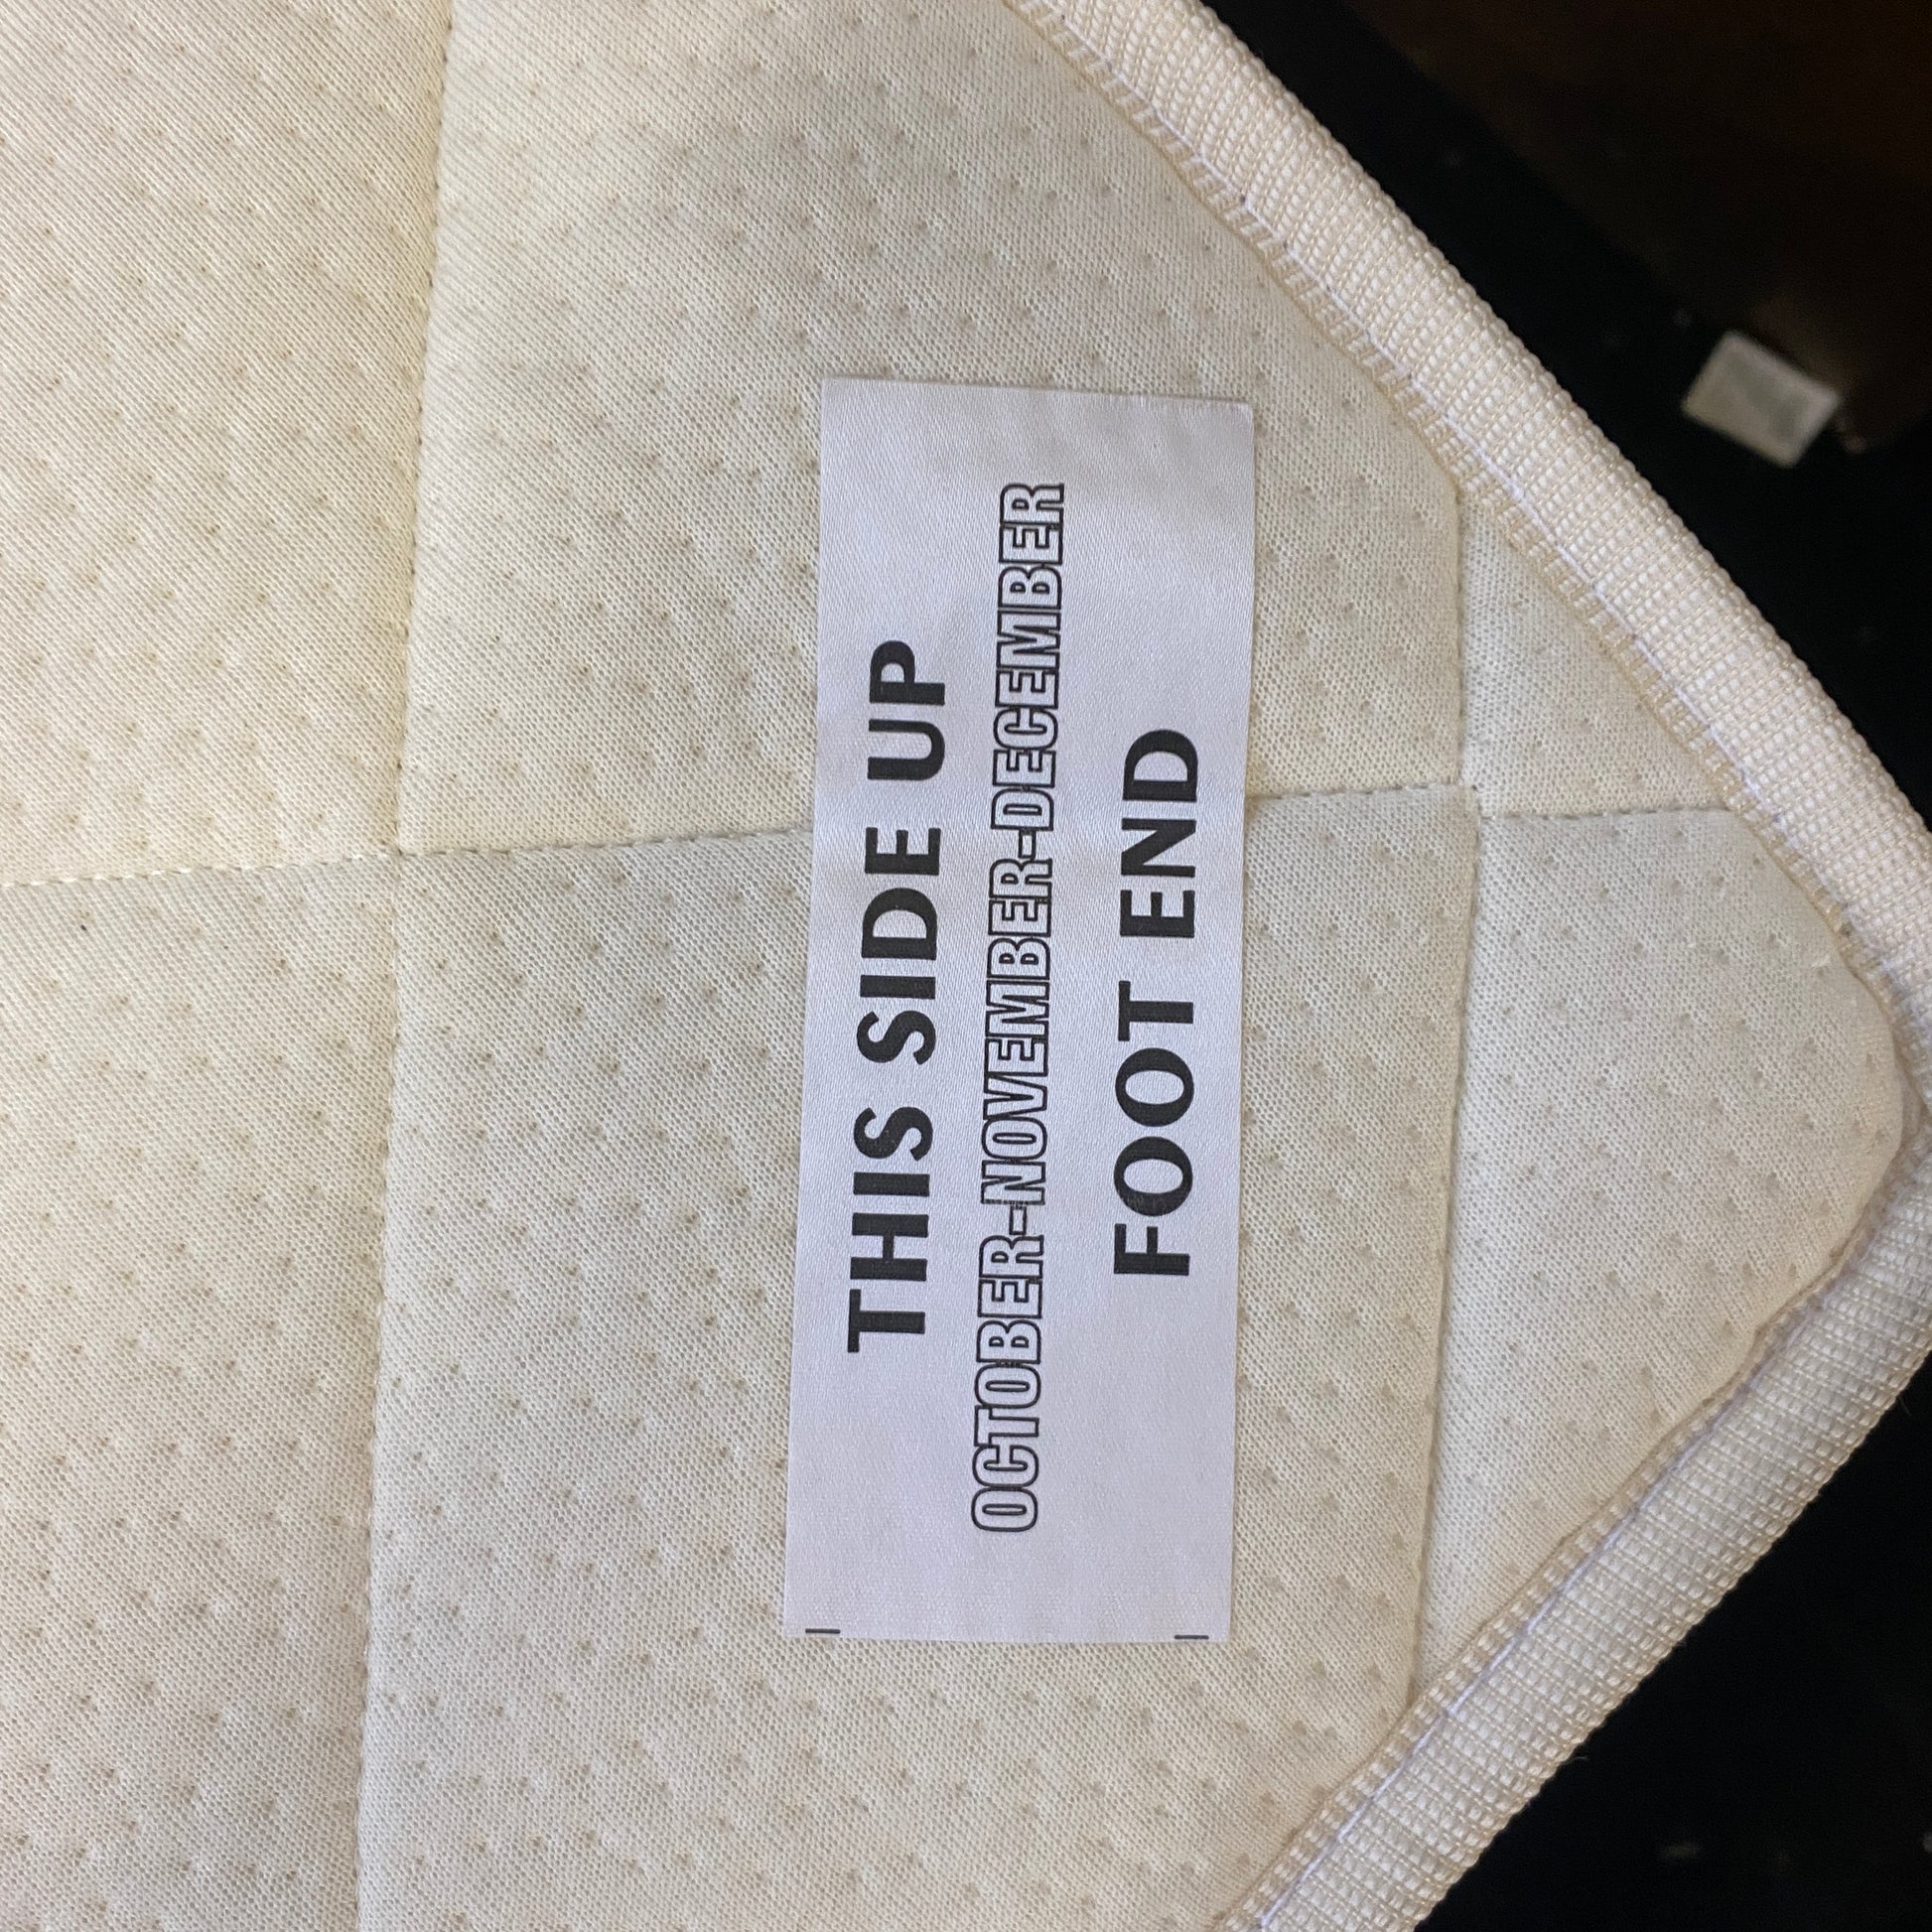 THIS SIDE UP
OCTOBER-NOVEMBER-DECEMBER
FOOT END